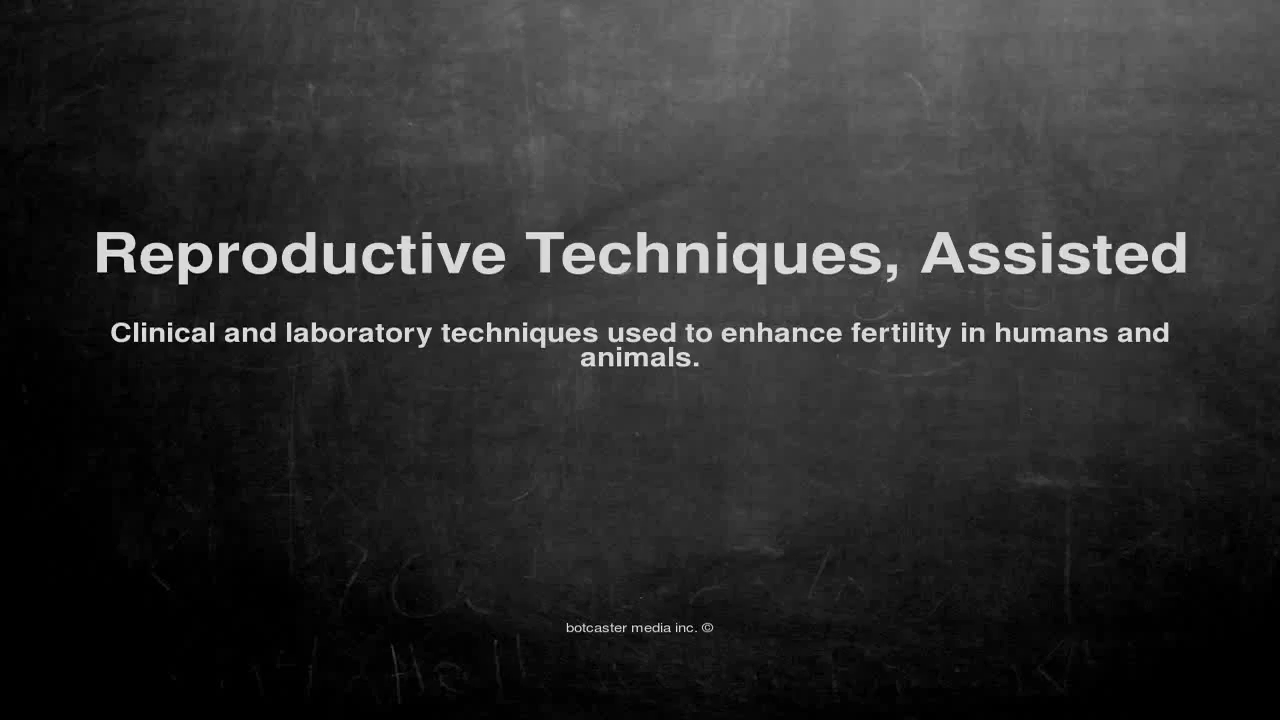 Reproductive Techniques, Assisted
Clinical and laboratory techniques used to enhance fertility in humans and
animals.
botcaster media inc. ©